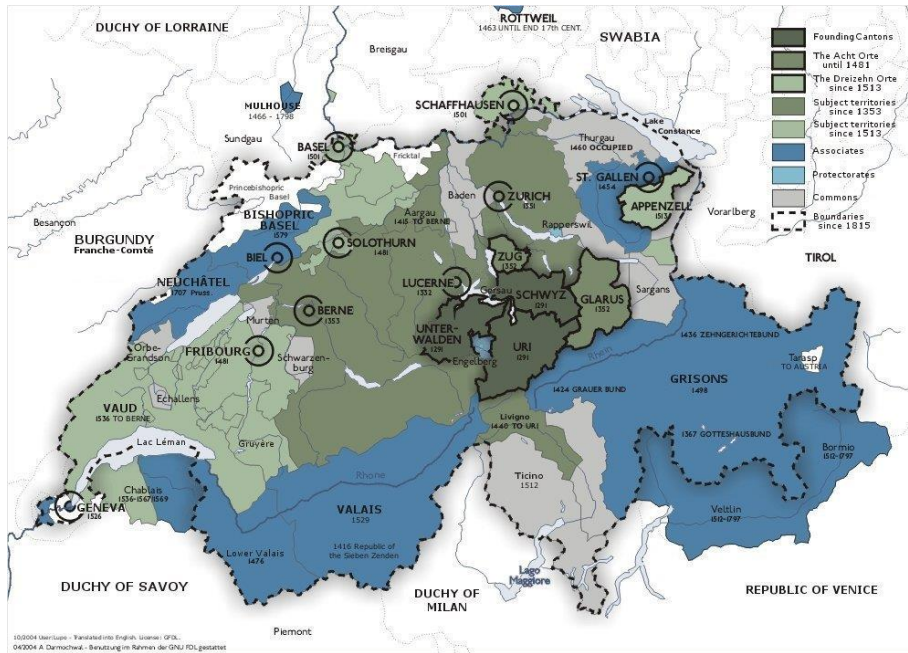 DUCHY OF LORRAINE
ROTTWEIL
1463 UNTIL END 17th CENT.
SWABIA
Breisgau
Founding Cantons
The Acht Orte
until 1481
The Dreizehn Orte
since 1513
Subject territories
since 1353
Subject territories
since 1513
Associates
Protectorates
Commons
Boundaries
since 1815
MULHOUSE
1466 - 1798
Sundgau
SCHAFFHAUSEN
1501
Lake
Constance
Thurgau
1460 OCCUPIED
BASEL
1501
Fricktal
Baden
ZURICH
1351
ST. GALLEN
1454
APPENZELL
1513
Vorarlberg
Princebishopric
Basel
Besançon
BISHOPRIC
BASEL
1579
Aargau
1415 TO BERNE
Rapperswil
BURGUNDY
Franche-Comté
SOLOTHURN
1481
BIEL
ZUG
1352
TIROL
NEUCHÂTEL
1707 Pruss.
LUCERNE
1332
Gersau
SCHWYZ
1291
GLARUS
1352
Sargans
BERNE
1353
Murten
UNTER-
WALDEN
1291
URI
1291
Engelberg
1436 ZEHNGERICHTEBUND
Rhein
Orbe-
Grandson
FRIBOURG
1481
Schwarzen-
burg
Tarasp
TO AUSTRIA
GRISONS
1498
1424 GRAUER BUND
Echallens
VAUD
1536 TO BERNE
Gruyère
Livigno
1440 TO URI
1367 GOTTESHAUSBUND
Bormio
1512-1797
Lac Léman
Rhone
Ticino
1512
Chablais
1536-1567/1569
GENEVA
1526
VALAIS
1529
Veltlin
1512-1797
Lover Valais
1476
1416 Republic of
the Sieben Zenden
Lago
Maggiore
DUCHY OF SAVOY
DUCHY OF
MILAN
REPUBLIC OF VENICE
Piemont
10/2004 User:Lupo - Translated into English. License: GFDL.
04/2004 A. Darmochwal - Benutzung im Rahmen der GNU FDL gestattet